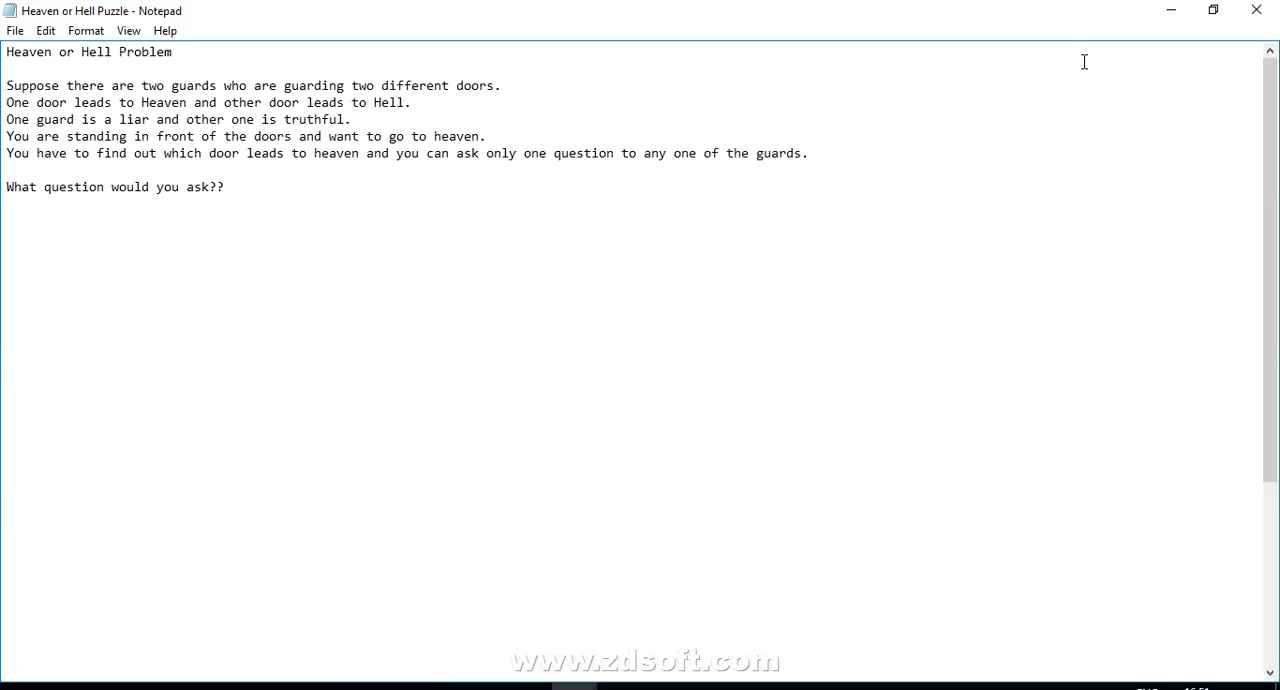 Heaven or Hell Puzzle - Notepad
File Edit Format View Help
Heaven or Hell Problem
Suppose there are two guards who are guarding two different doors.
One door leads to Heaven and other door leads to Hell.
One guard is a liar and other one is truthful.
You are standing in front of the doors and want to go to heaven.
You have to find out which door leads to heaven and you can ask only one question to any one of the guards.
What question would you ask??
www.zdsoft.com